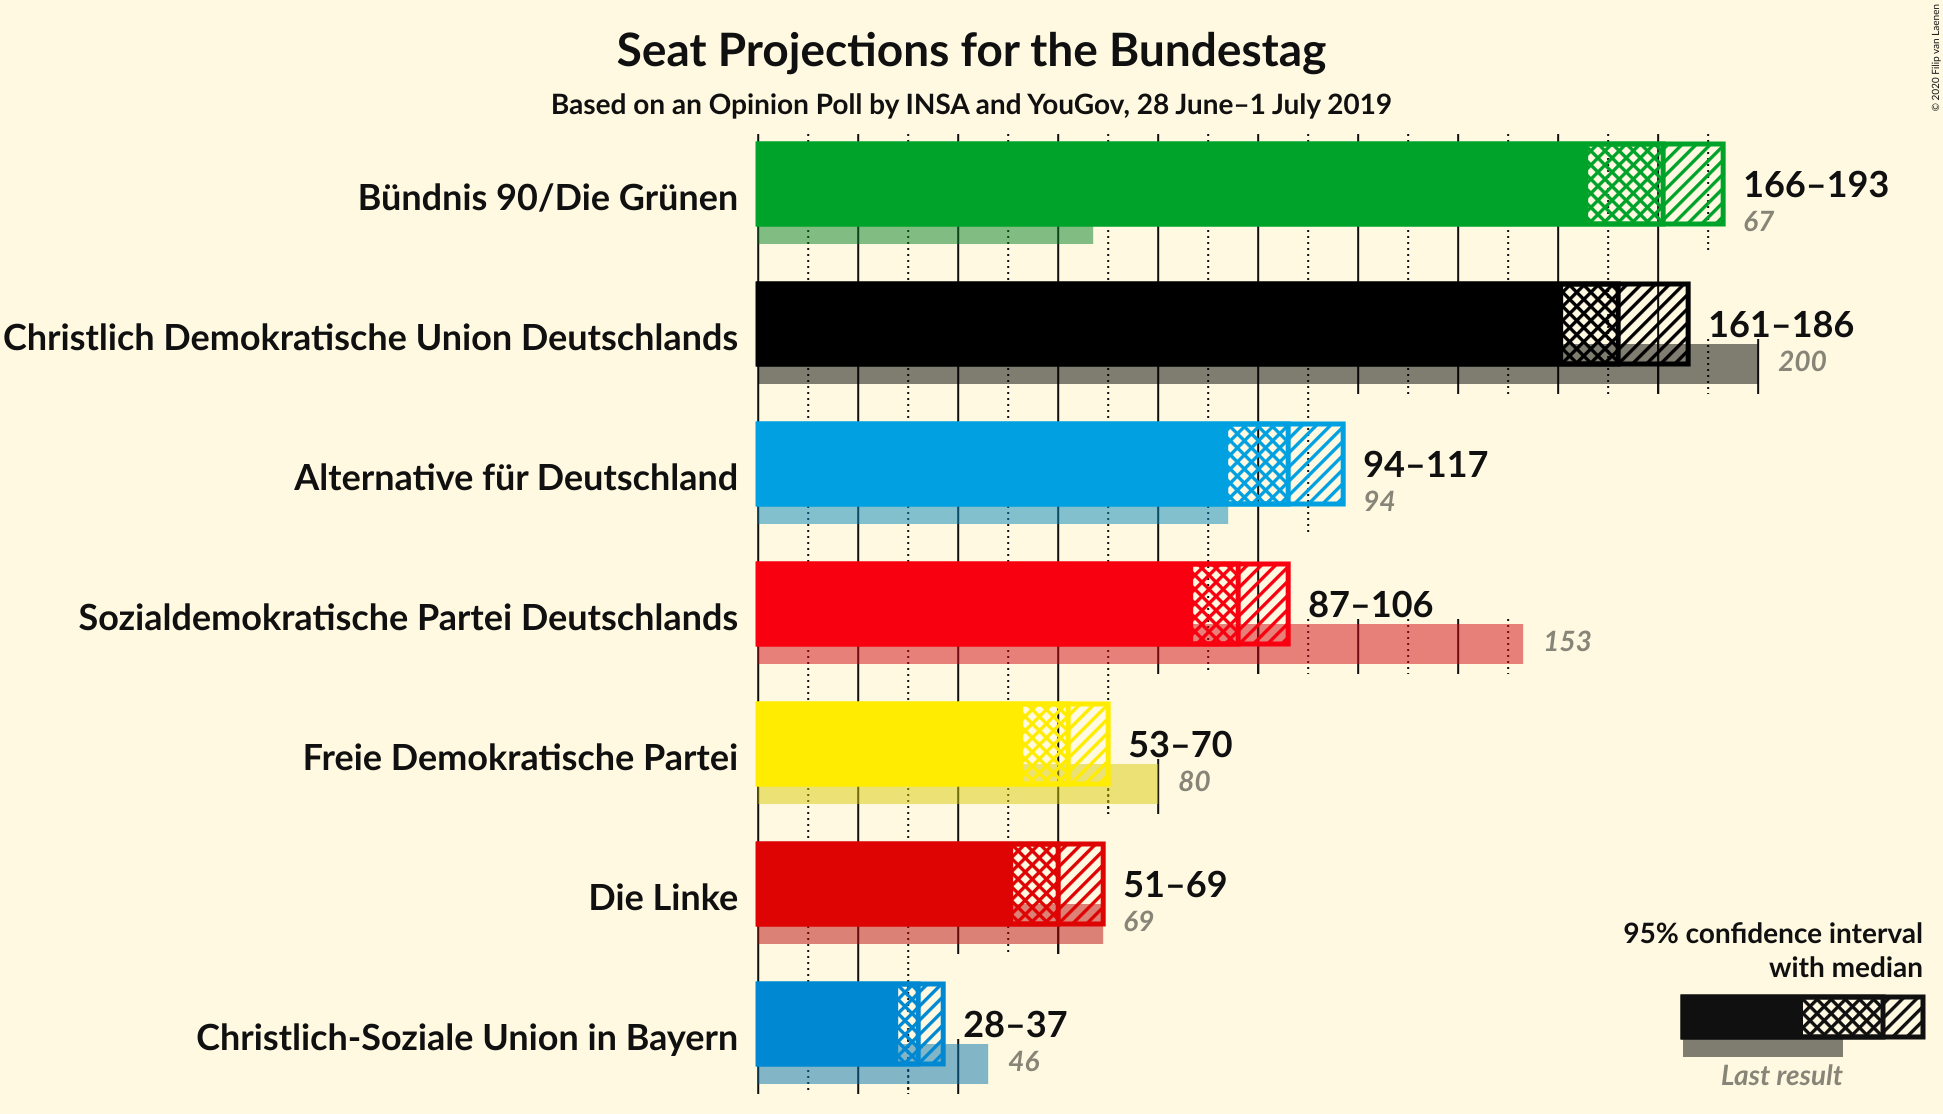 Seat Projections for the Bundestag
Based on an Opinion Poll by INSA and YouGov, 28 June–1 July 2019
© 2020 Filip van Laenen
Bündnis 90/Die Grünen
166–193
67
Christlich Demokratische Union Deutschlands
161–186
200
Alternative für Deutschland
94–117
94
Sozialdemokratische Partei Deutschlands
87–106
153
Freie Demokratische Partei
53–70
80
Die Linke
51–69
69
Christlich-Soziale Union in Bayern
28–37
46
95% confidence interval
with median
Last result